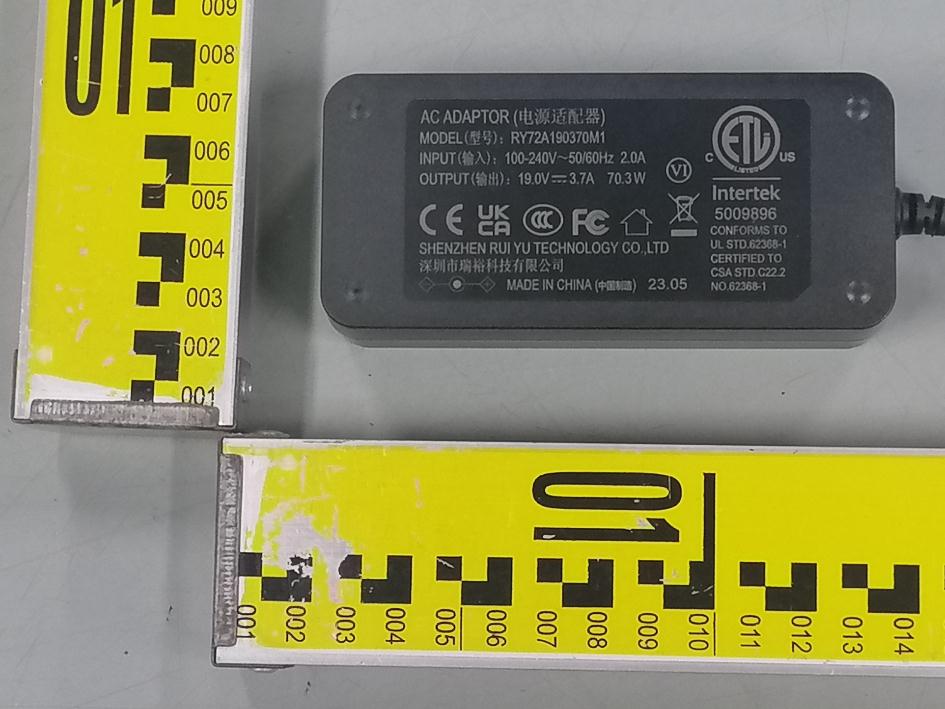 AC ADAPTOR (电源适配器)
MODEL(型号): RY72A190370M1
INPUT(输入): 100-240V~50/60Hz 2.0A
OUTPUT(输出): 19.0V⎓3.7A 70.3W
VI
ETL
C US
LISTED
Intertek
5009896
CONFORMS TO
UL STD.62368-1
CERTIFIED TO
CSA STD.C22.2
NO.62368-1
CE UK CA CCC FC
SHENZHEN RUI YU TECHNOLOGY CO.,LTD
深圳市瑞裕科技有限公司
MADE IN CHINA (中国制造) 23.05
01
009
008
007
006
005
004
003
002
001
01
001 002 003 004 005 006 007 008 009 010 011 012 013 014